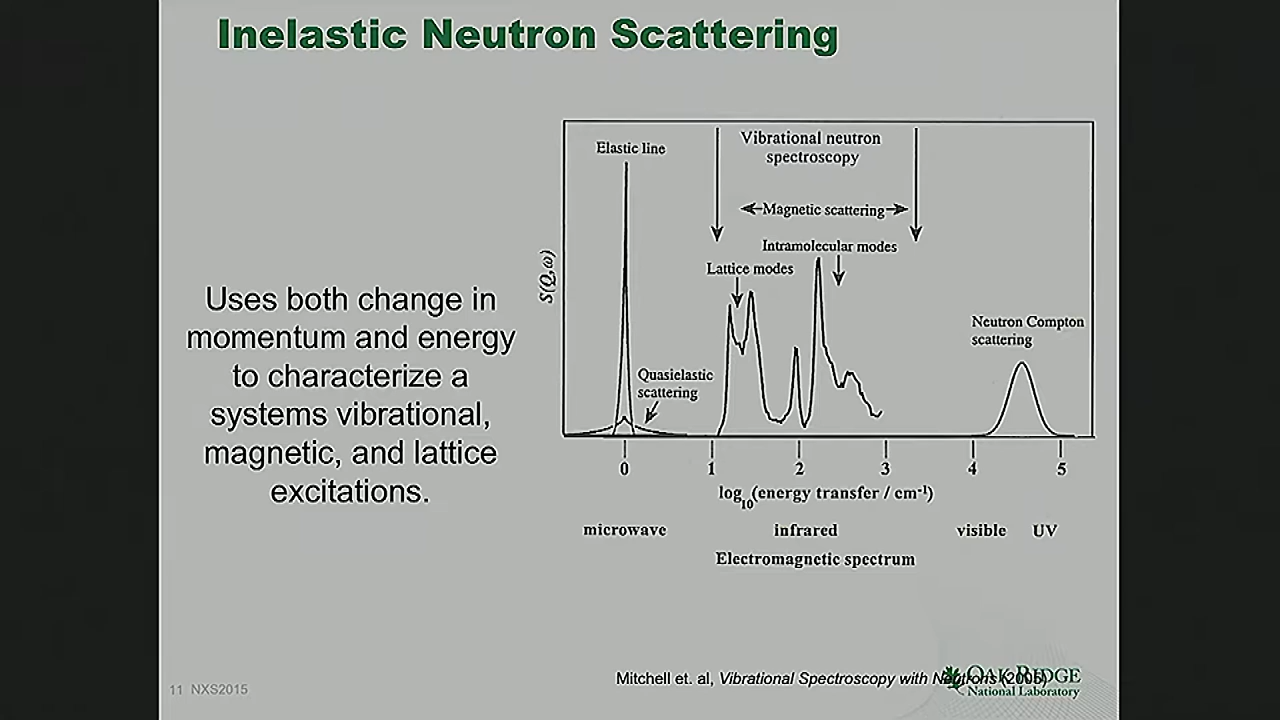 Inelastic Neutron Scattering
Uses both change in
momentum and energy
to characterize a
systems vibrational,
magnetic, and lattice
excitations.
Elastic line
Vibrational neutron
spectroscopy
Magnetic scattering
Intramolecular modes
Lattice modes
Quasielastic
scattering
Neutron Compton
scattering
S(Q,ω)
0 1 2 3 4 5
log10(energy transfer / cm-1)
microwave infrared visible UV
Electromagnetic spectrum
Mitchell et. al, Vibrational Spectroscopy with Neutrons (2005)
OAK RIDGE
National Laboratory
11 NXS2015